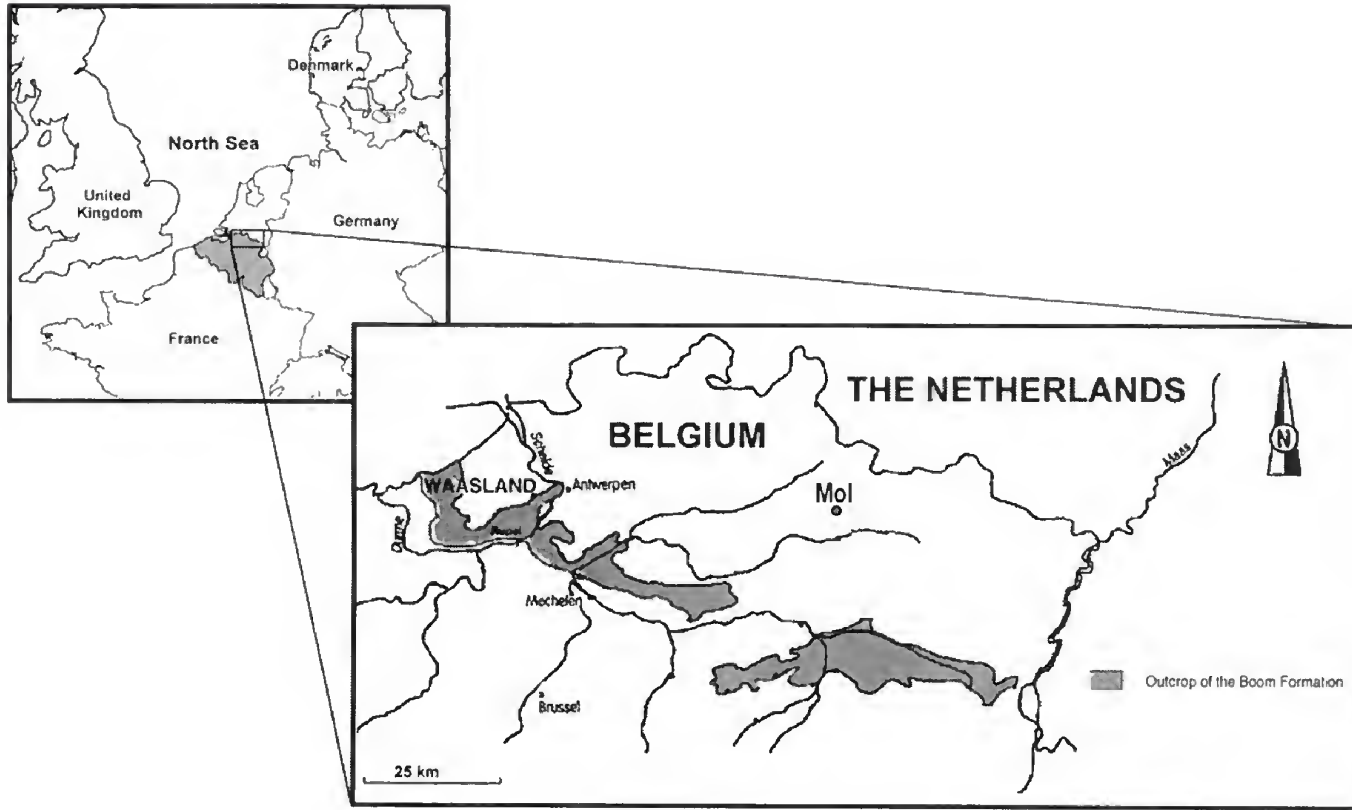 Denmark
North Sea
United
Kingdom
Germany
France
THE NETHERLANDS
BELGIUM
N
Maas
Schelde
WAASLAND
Antwerpen
Mol
Durme
Rupel
Mechelen
Outcrop of the Boom Formation
Brussel
25 km